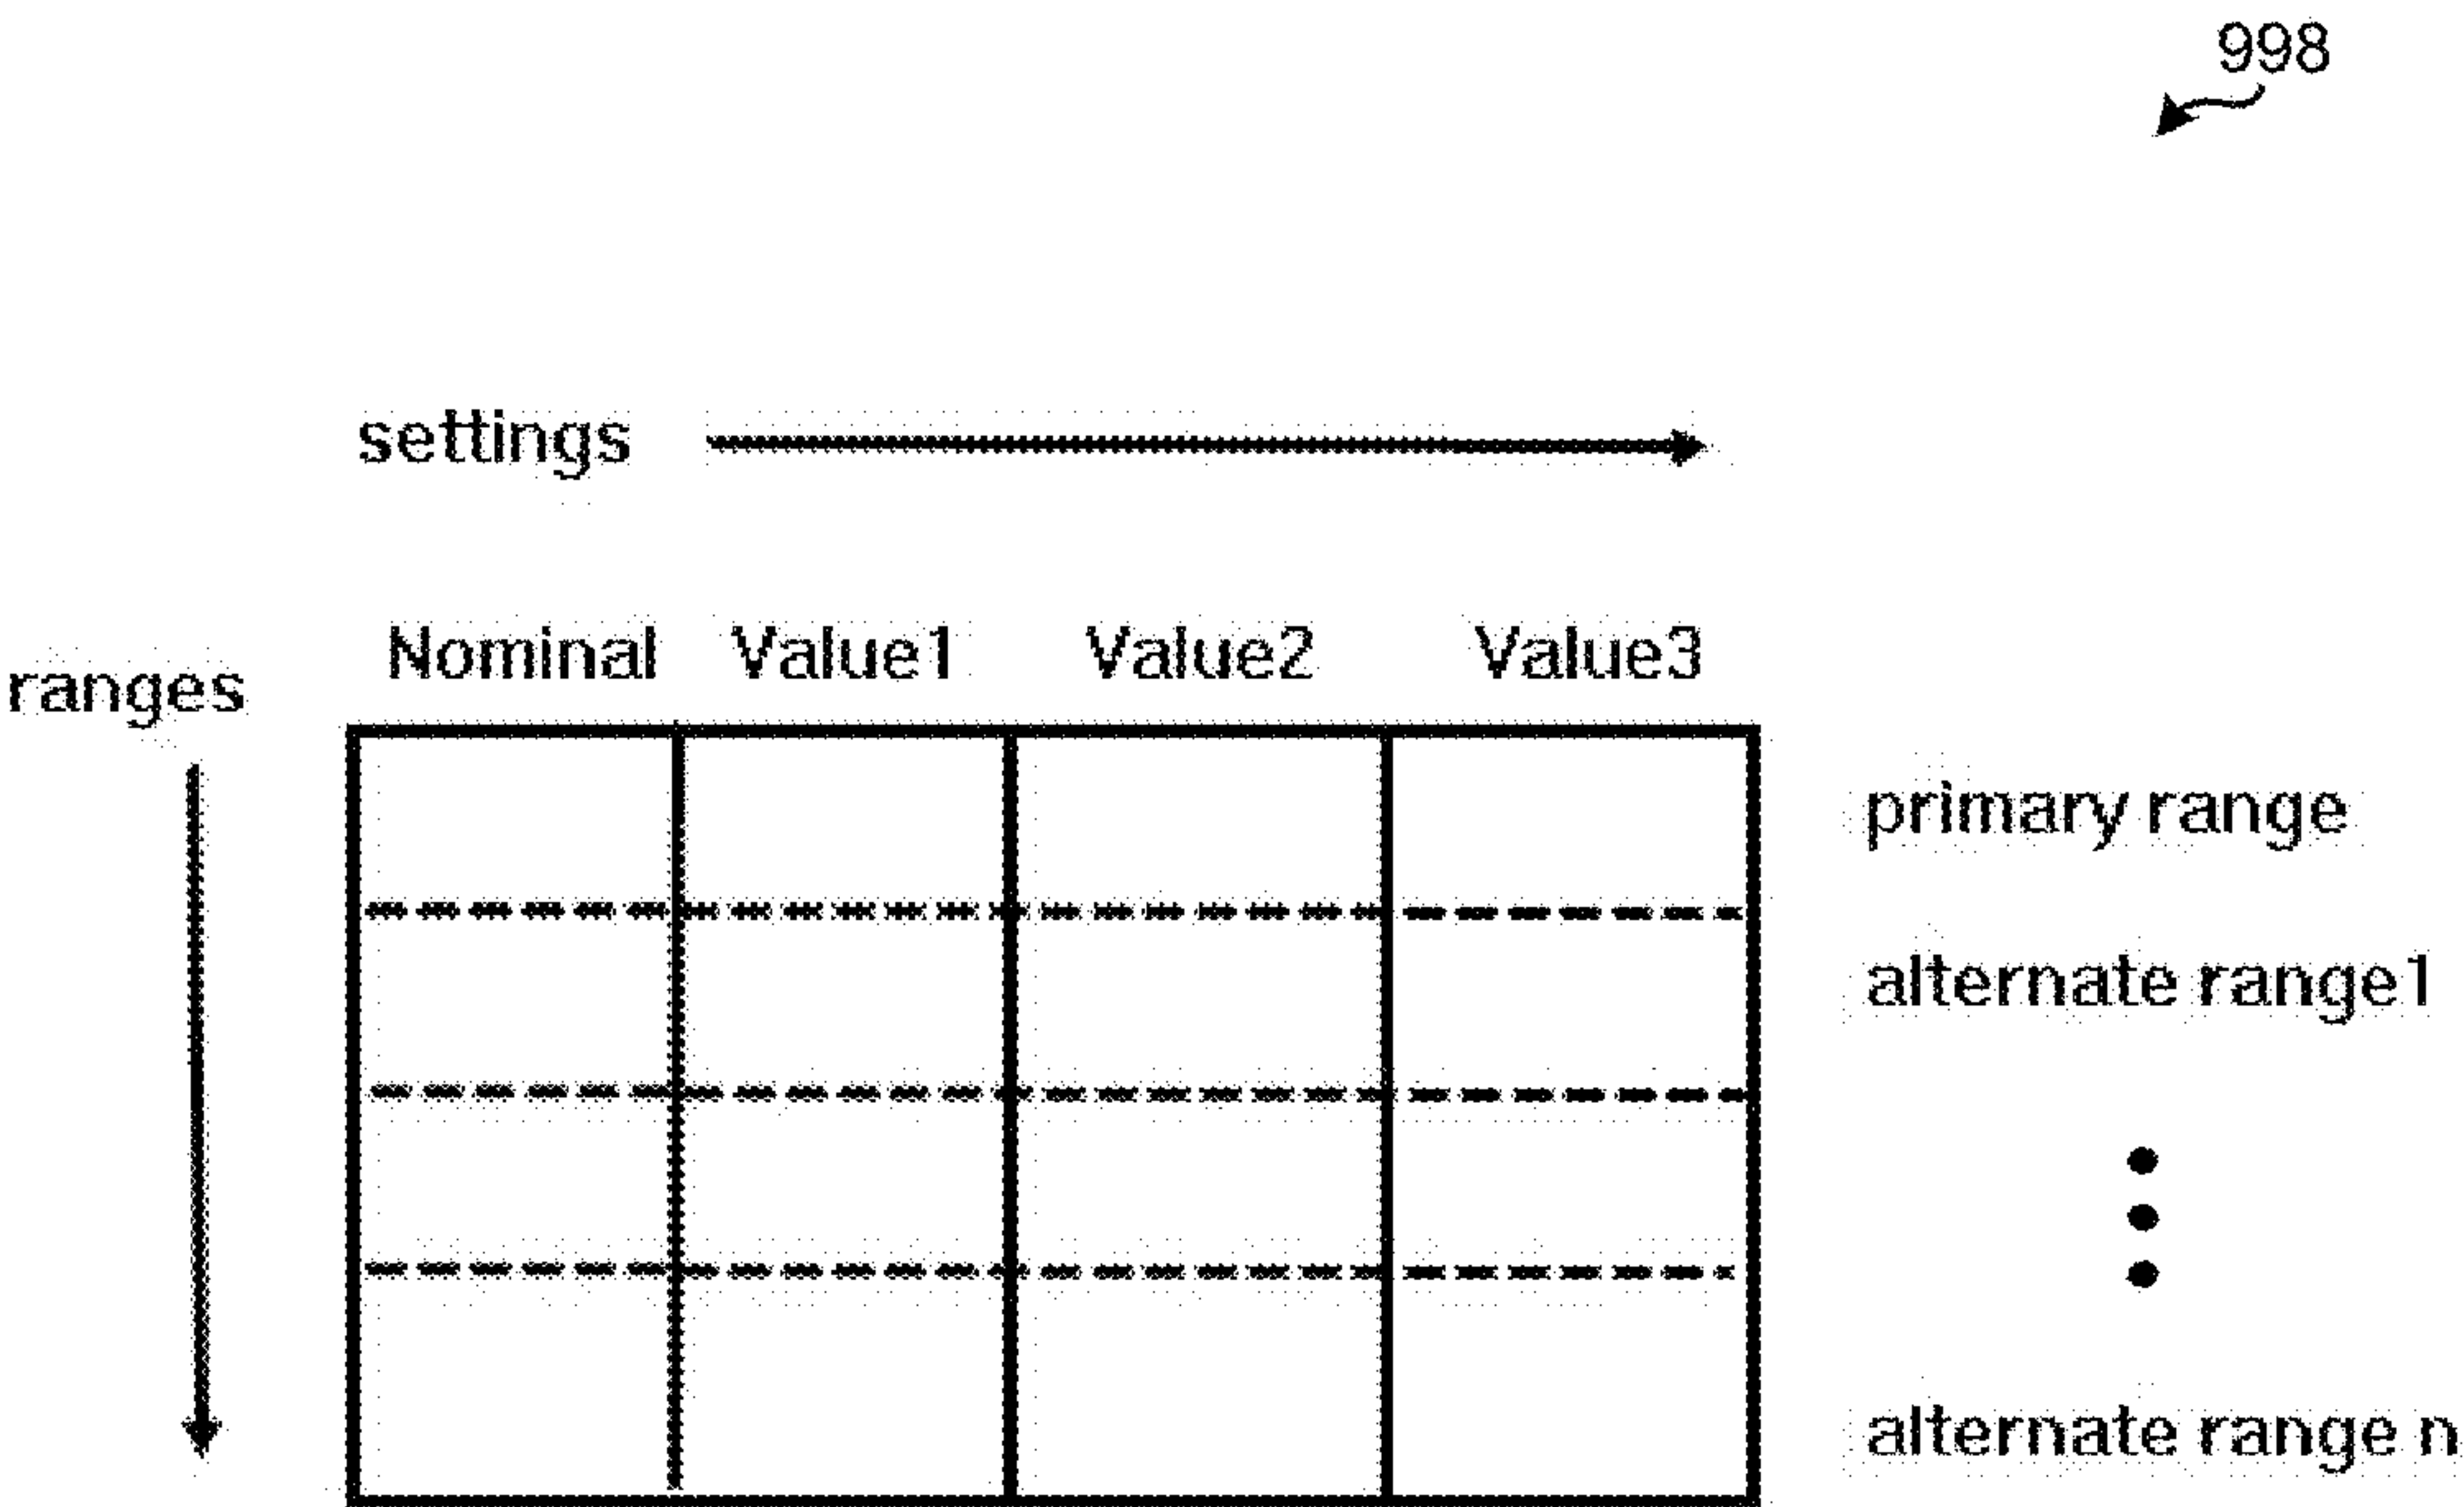 998
settings
Nominal Value1 Value2 Value3
ranges
primary range
alternate range1
alternate range n